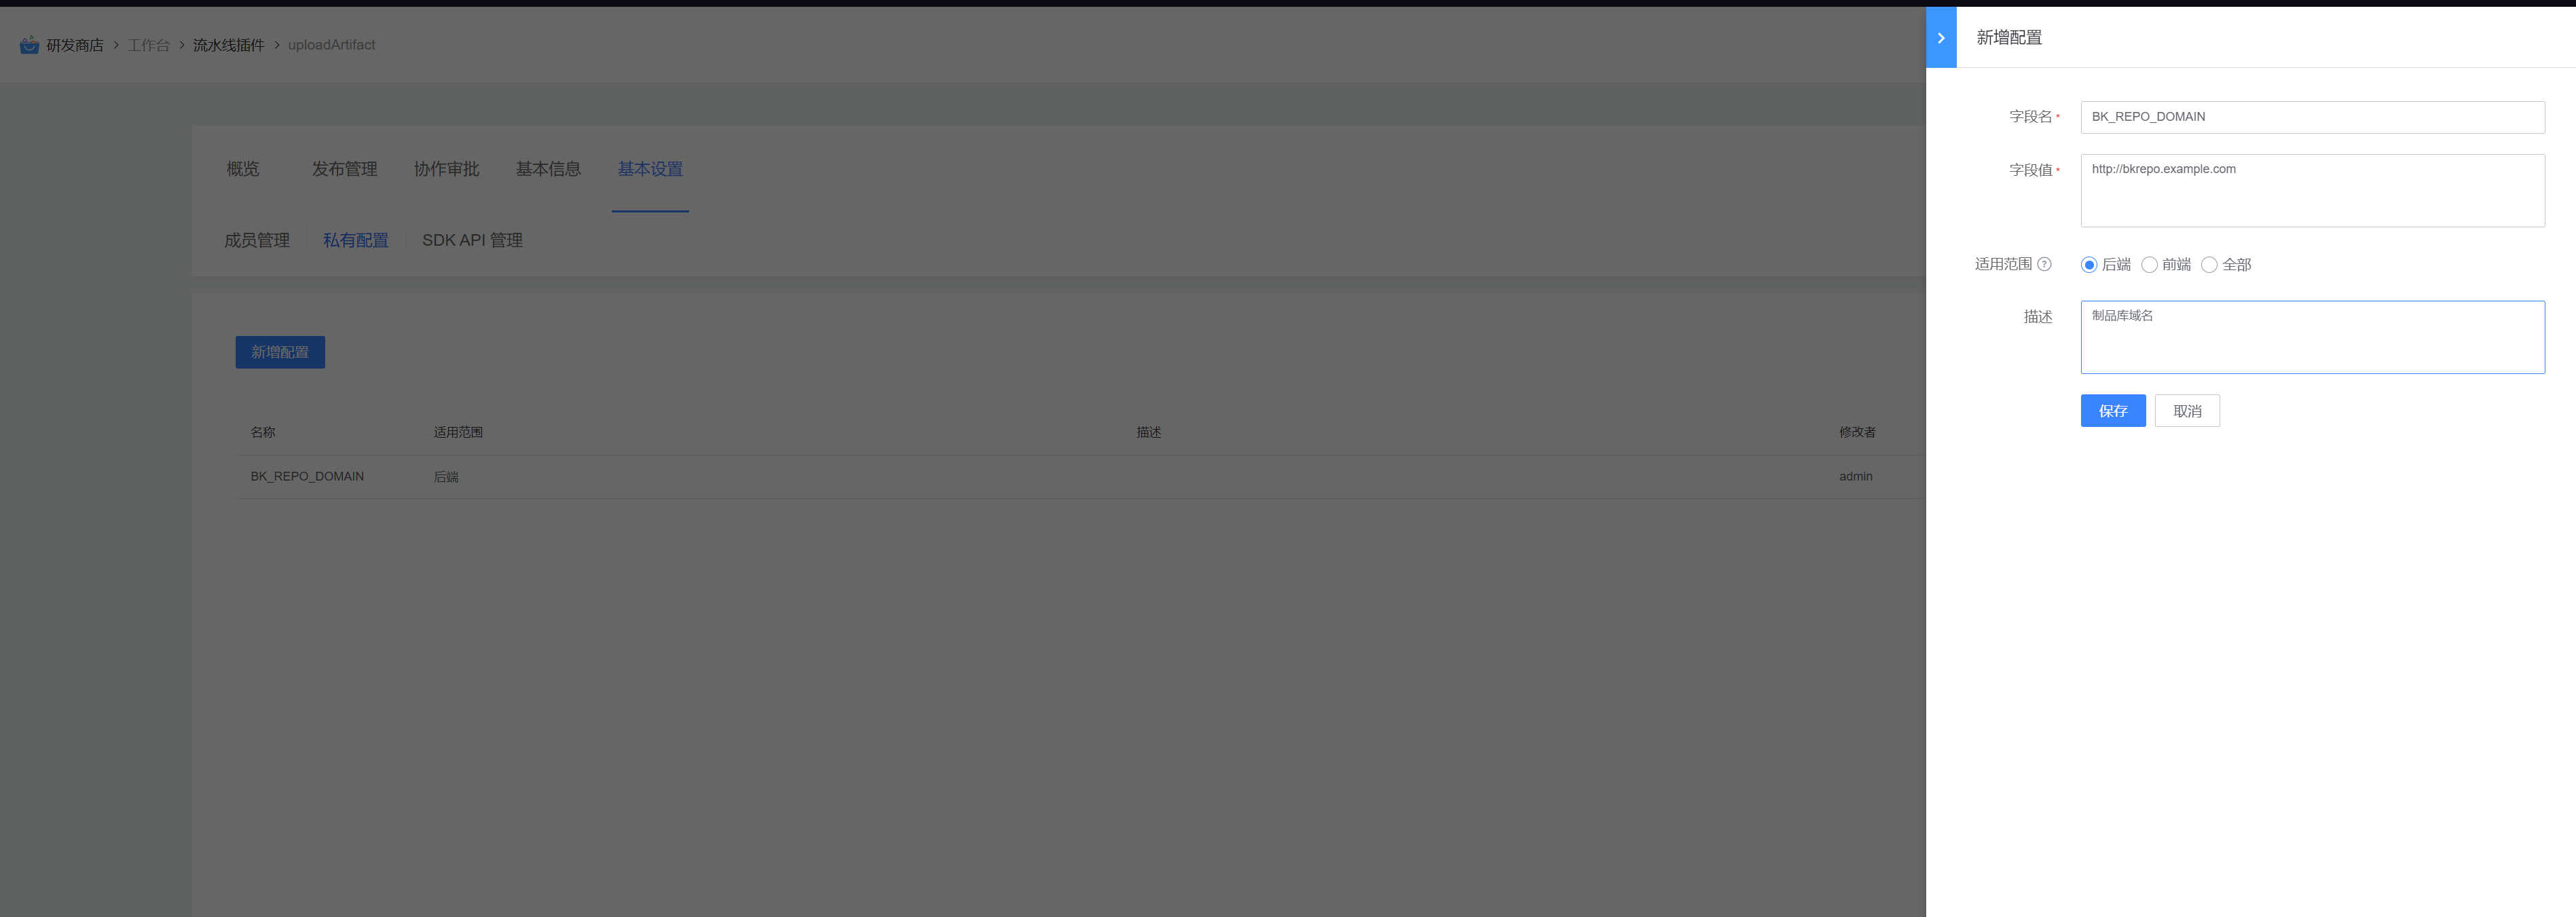 研发商店 > 工作台 > 流水线插件 > uploadArtifact
概览 发布管理 协作审批 基本信息 基本设置
成员管理 私有配置 SDK API 管理
新增配置
名称 适用范围 描述 修改者
BK_REPO_DOMAIN 后端 admin
新增配置
字段名 * BK_REPO_DOMAIN
字段值 * http://bkrepo.example.com
适用范围 ? 后端 前端 全部
描述 制品库域名
保存 取消